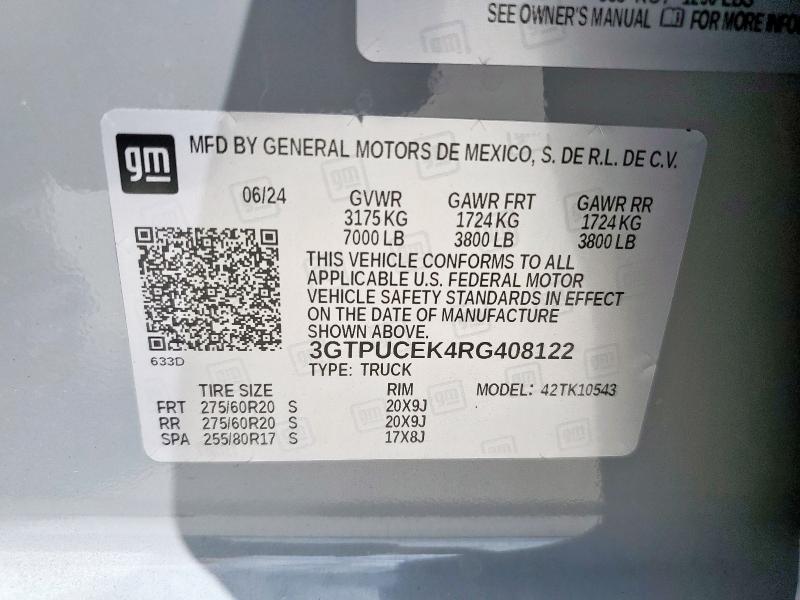 SEE OWNER'S MANUAL FOR MORE INFO
gm
MFD BY GENERAL MOTORS DE MEXICO, S. DE R.L. DE C.V.
06/24 GVWR GAWR FRT GAWR RR
3175 KG 1724 KG 1724 KG
7000 LB 3800 LB 3800 LB
THIS VEHICLE CONFORMS TO ALL
APPLICABLE U.S. FEDERAL MOTOR
VEHICLE SAFETY STANDARDS IN EFFECT
ON THE DATE OF MANUFACTURE
SHOWN ABOVE.
633D
3GTPUCEK4RG408122
TYPE: TRUCK
TIRE SIZE RIM MODEL: 42TK10543
FRT 275/60R20 S 20X9J
RR 275/60R20 S 20X9J
SPA 255/80R17 S 17X8J